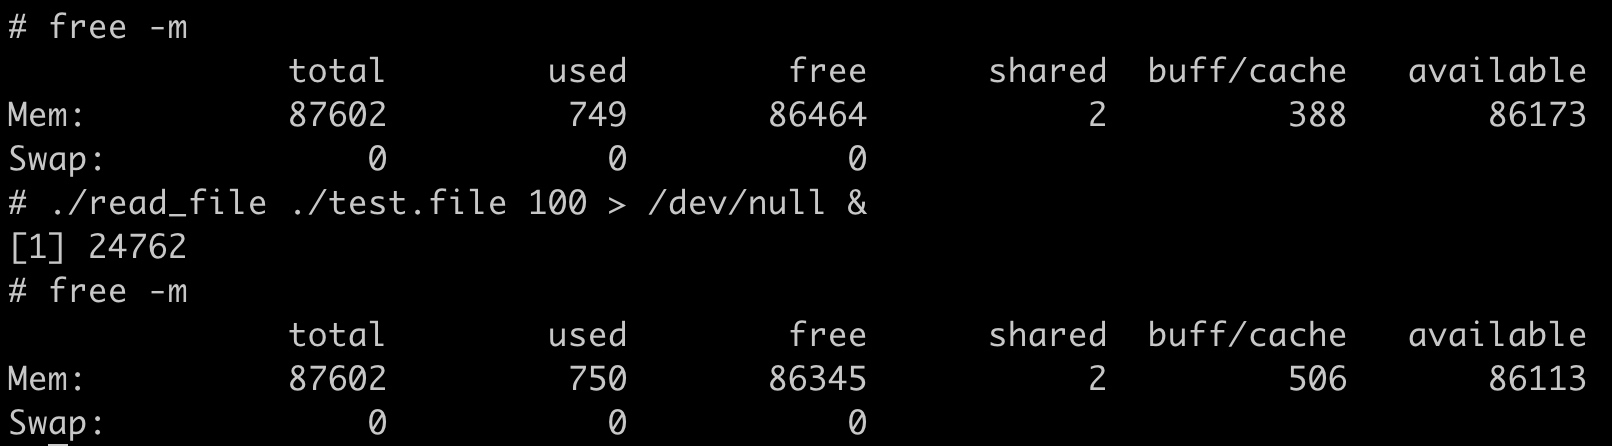 # free -m
              total        used        free      shared  buff/cache   available
Mem:          87602         749       86464           2         388       86173
Swap:             0           0           0
# ./read_file ./test.file 100 > /dev/null &
[1] 24762
# free -m
              total        used        free      shared  buff/cache   available
Mem:          87602         750       86345           2         506       86113
Swap:             0           0           0